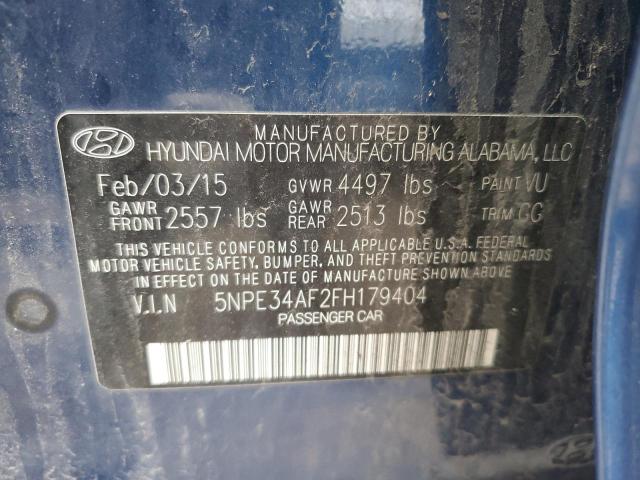 MANUFACTURED BY
HYUNDAI MOTOR MANUFACTURING ALABAMA, LLC
Feb/03/15 GVWR 4497 lbs PAINT VU
GAWR FRONT 2557 lbs GAWR REAR 2513 lbs TRIM GG
THIS VEHICLE CONFORMS TO ALL APPLICABLE U.S.A. FEDERAL
MOTOR VEHICLE SAFETY, BUMPER, AND THEFT PREVENTION
STANDARDS IN EFFECT ON THE DATE OF MANUFACTURE SHOWN ABOVE.
V.I.N 5NPE34AF2FH179404
PASSENGER CAR